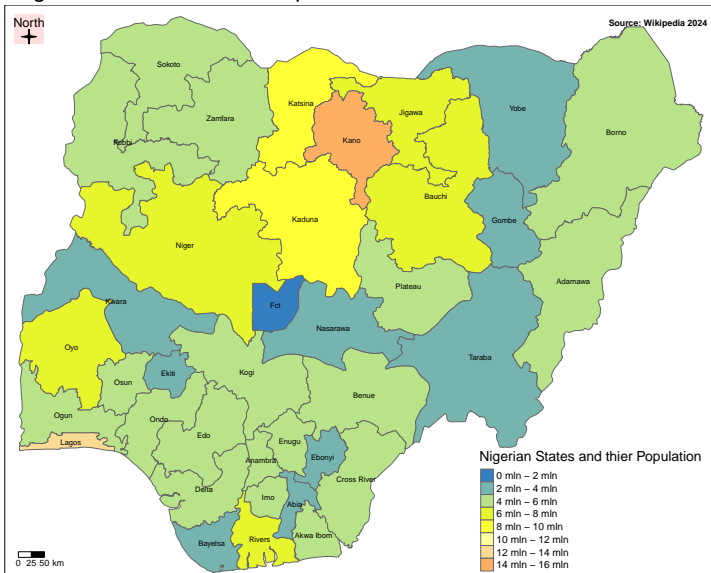 North
Source: Wikipedia 2024
Sokoto
Katsina
Zamfara
Jigawa
Yobe
Kano
Borno
Kebbi
Bauchi
Kaduna
Gombe
Niger
Adamawa
Plateau
Kwara
Fct
Nasarawa
Oyo
Taraba
Ekiti
Kogi
Osun
Benue
Ogun
Ondo
Edo
Enugu
Lagos
Ebonyi
Anambra
Cross River
Delta
Imo
Abia
Akwa Ibom
Rivers
Bayelsa
Nigerian States and thier Population
0 mln – 2 mln
2 mln – 4 mln
4 mln – 6 mln
6 mln – 8 mln
8 mln – 10 mln
10 mln – 12 mln
12 mln – 14 mln
14 mln – 16 mln
0 25 50 km